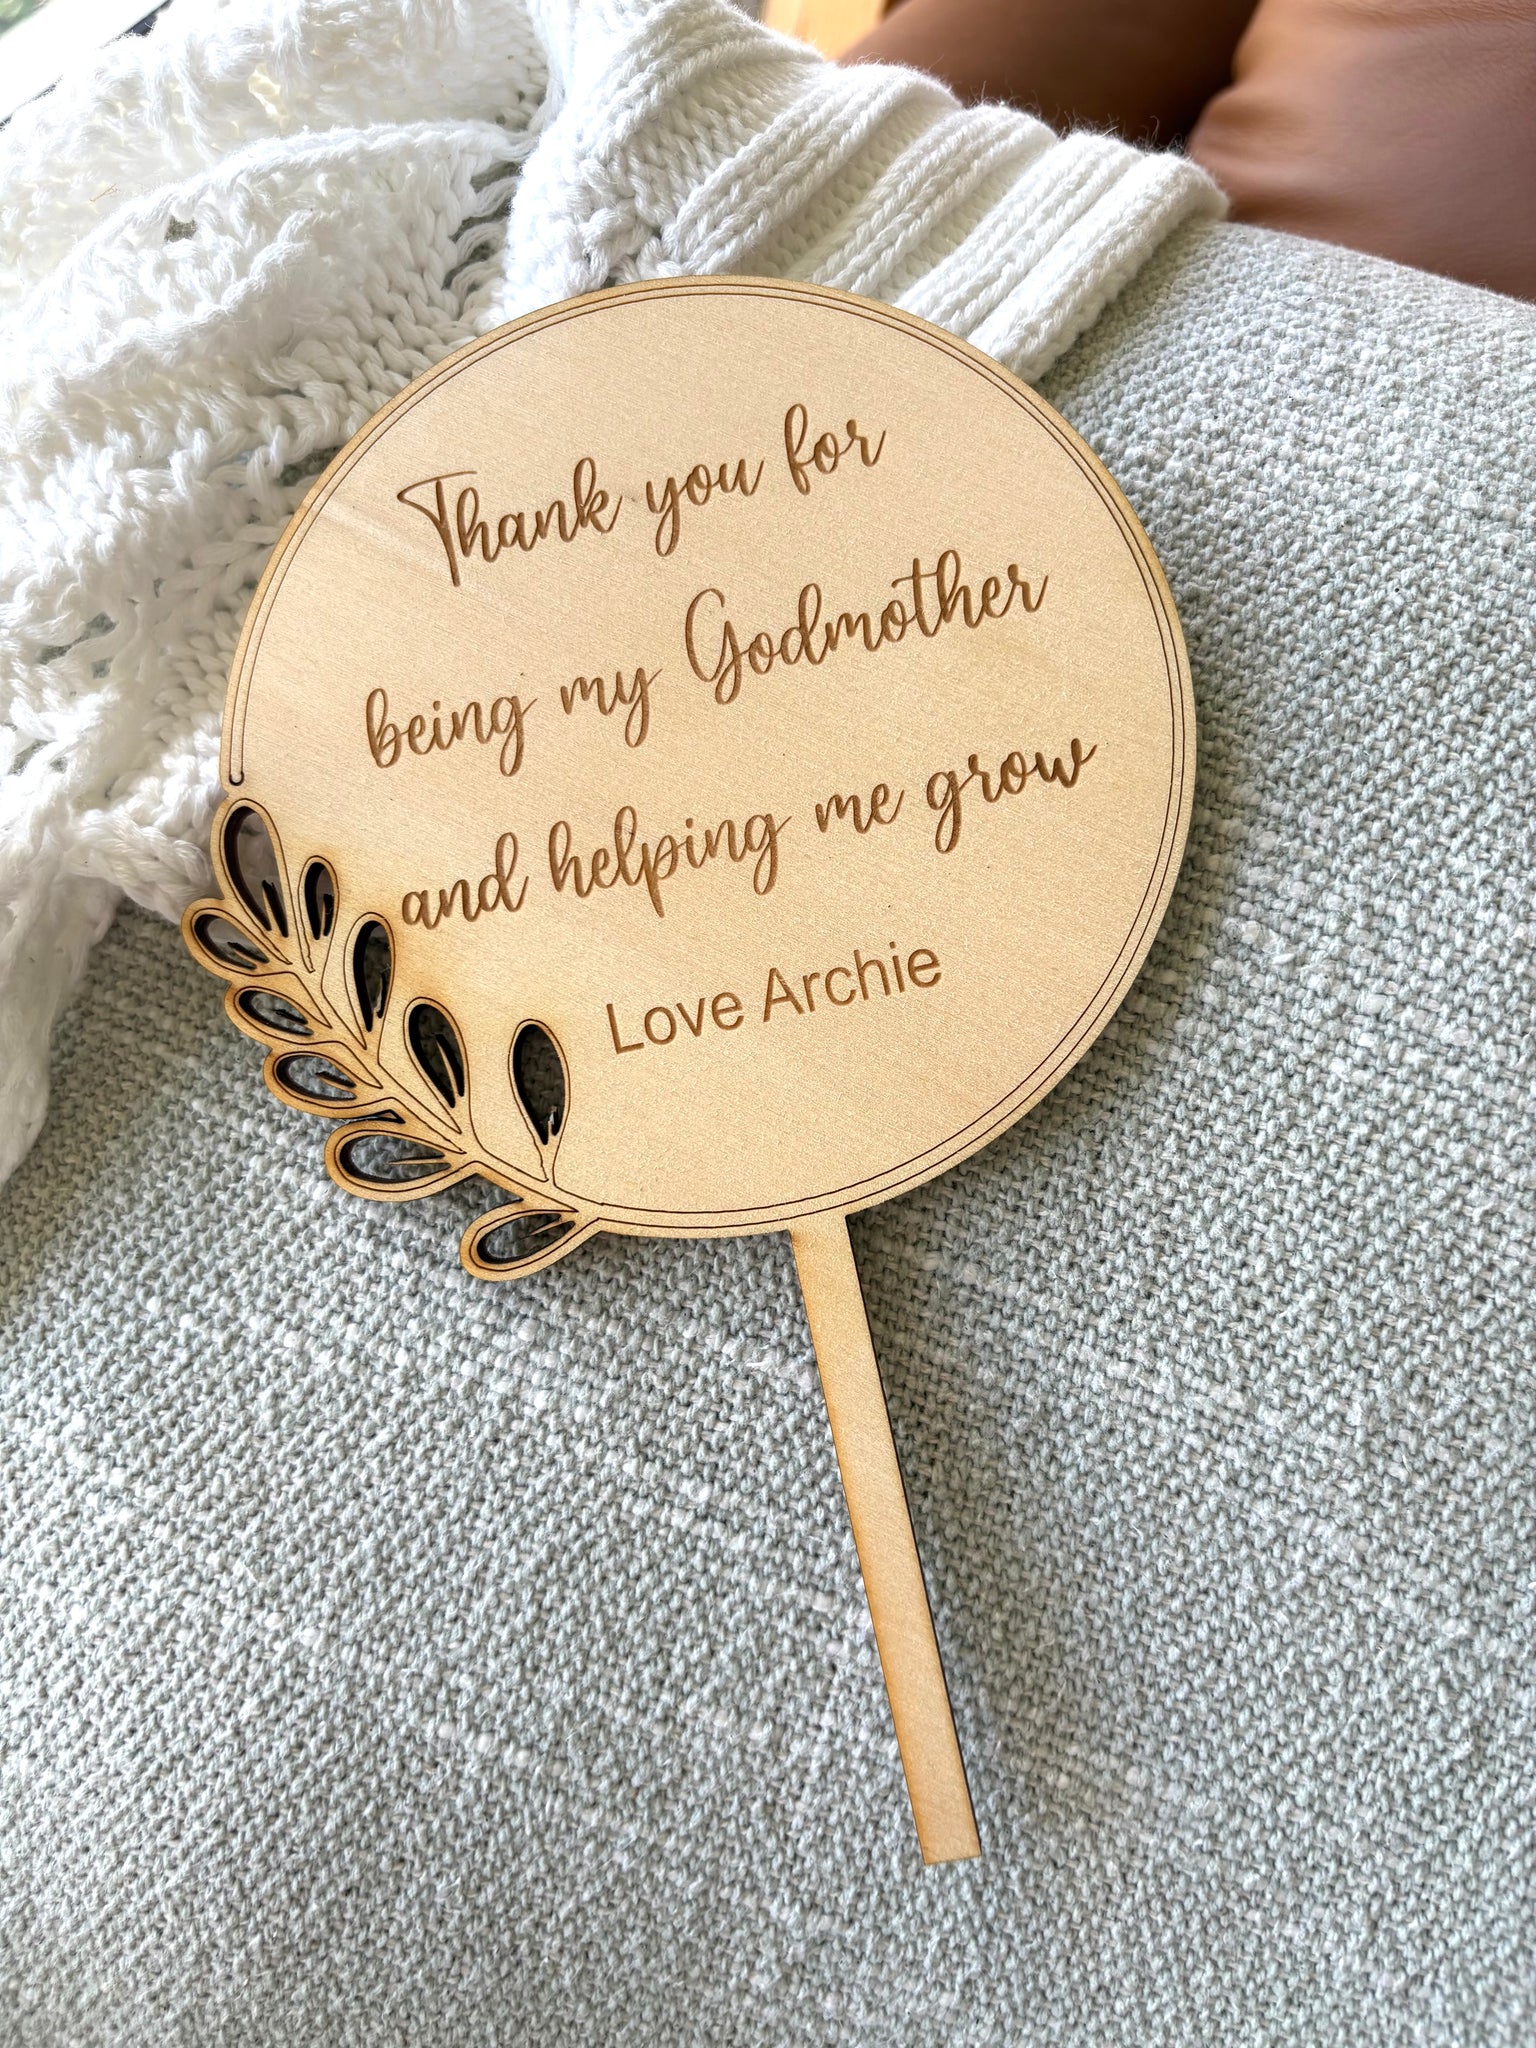 Thank you for
being my Godmother
and helping me grow
Love Archie